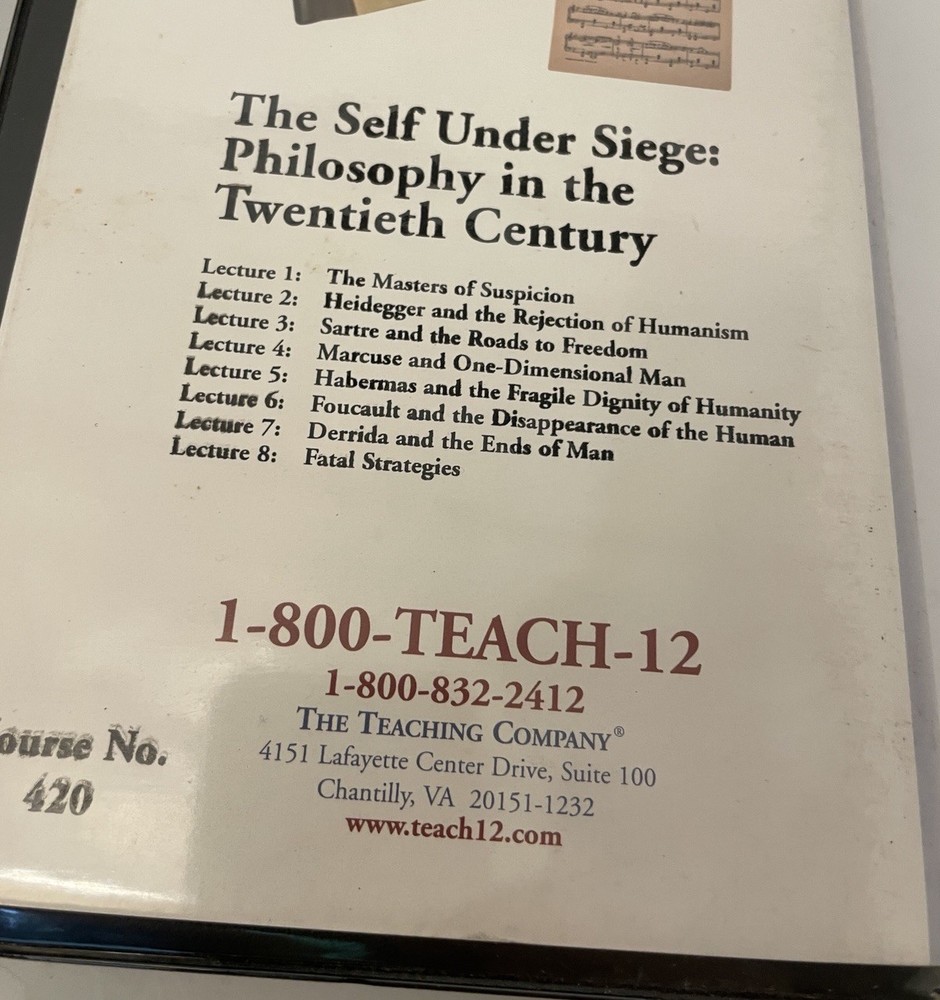 The Self Under Siege:
Philosophy in the
Twentieth Century
Lecture 1: The Masters of Suspicion
Lecture 2: Heidegger and the Rejection of Humanism
Lecture 3: Sartre and the Roads to Freedom
Lecture 4: Marcuse and One-Dimensional Man
Lecture 5: Habermas and the Fragile Dignity of Humanity
Lecture 6: Foucault and the Disappearance of the Human
Lecture 7: Derrida and the Ends of Man
Lecture 8: Fatal Strategies
1-800-TEACH-12
1-800-832-2412
THE TEACHING COMPANY®
4151 Lafayette Center Drive, Suite 100
Chantilly, VA 20151-1232
www.teach12.com
ourse No.
420